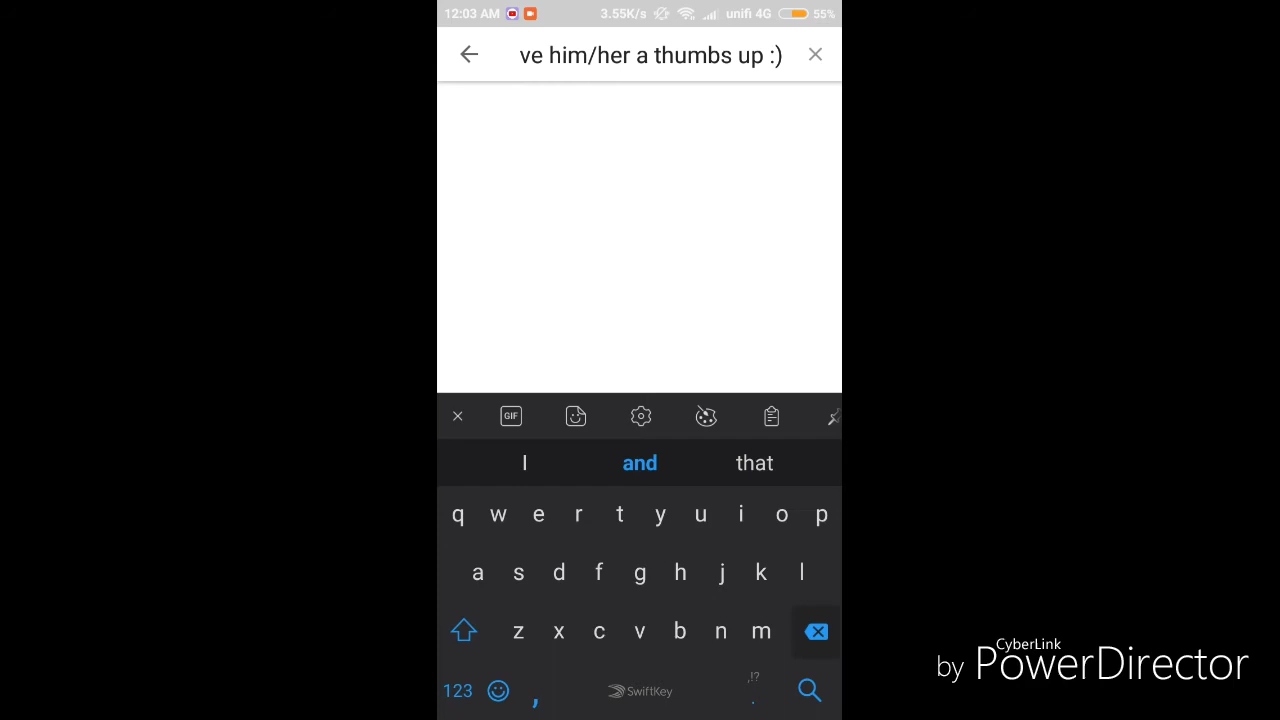 12:03 AM 3.55K/s unifi 4G 55%
ve him/her a thumbs up :)
GIF
I and that
q w e r t y u i o p
a s d f g h j k l
z x c v b n m
123 , SwiftKey ,!? .
CyberLink
by PowerDirector